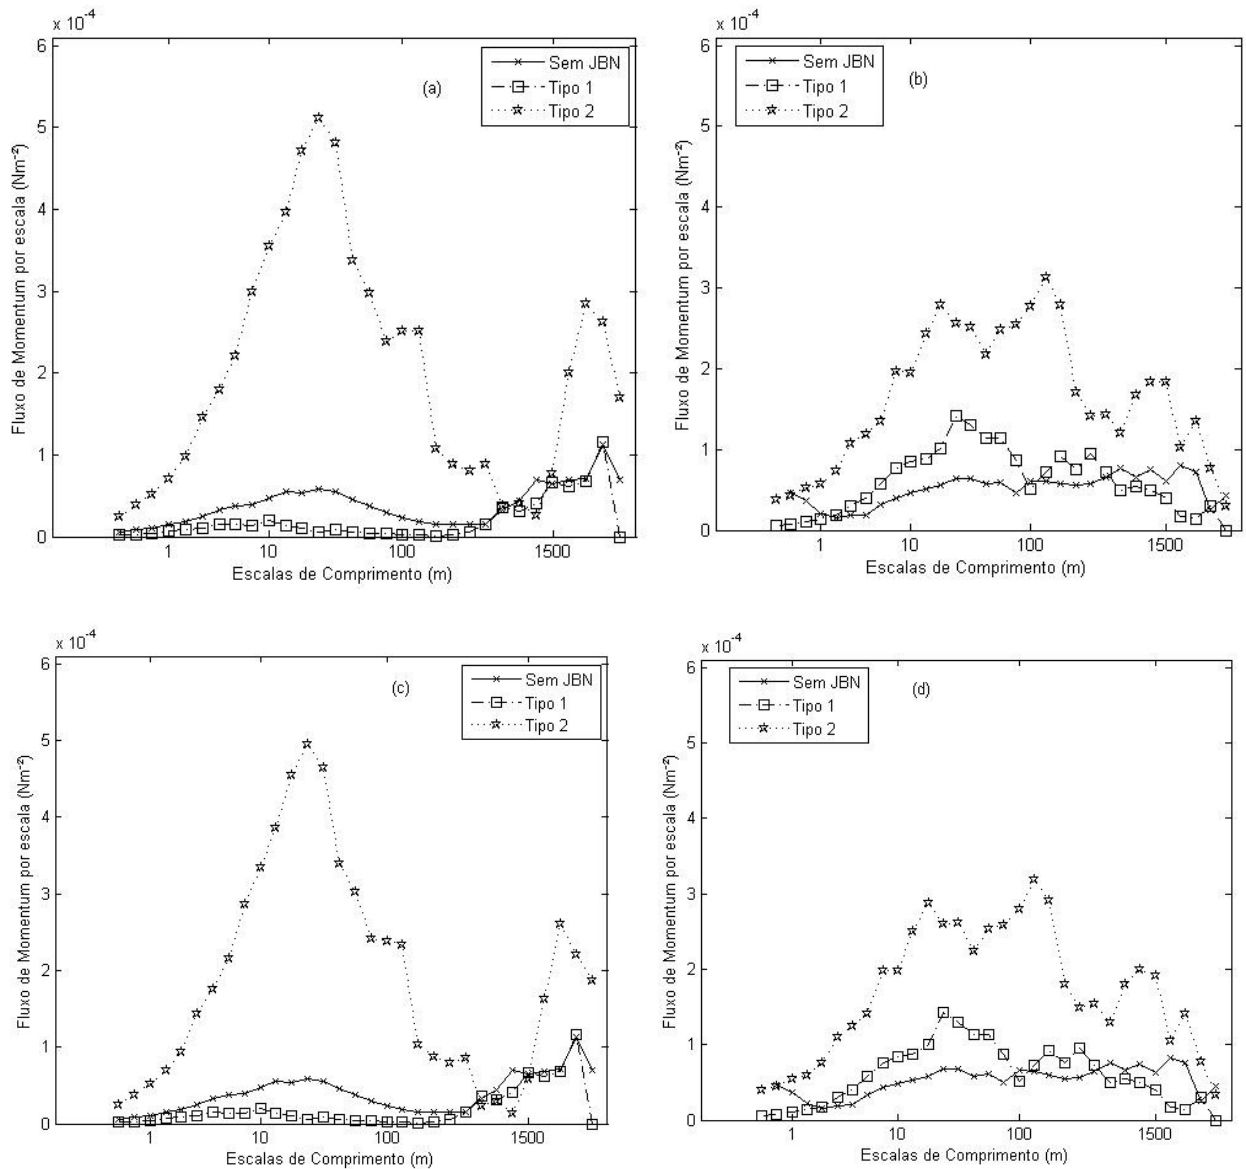 x 10⁻⁴
6
5
4
3
2
1
0
Fluxo de Momentum por escala (Nm⁻²)
Sem JBN
Tipo 1
Tipo 2
(a)
1
10
100
1500
Escalas de Comprimento (m)
x 10⁻⁴
6
5
4
3
2
1
0
Fluxo de Momentum por escala (Nm⁻²)
Sem JBN
Tipo 1
Tipo 2
(b)
1
10
100
1500
Escalas de Comprimento (m)
x 10⁻⁴
6
5
4
3
2
1
0
Fluxo de Momentum por escala (Nm⁻²)
Sem JBN
Tipo 1
Tipo 2
(c)
1
10
100
1500
Escalas de Comprimento (m)
x 10⁻⁴
6
5
4
3
2
1
0
Fluxo de Momentum por escala (Nm⁻²)
Sem JBN
Tipo 1
Tipo 2
(d)
1
10
100
1500
Escalas de Comprimento (m)